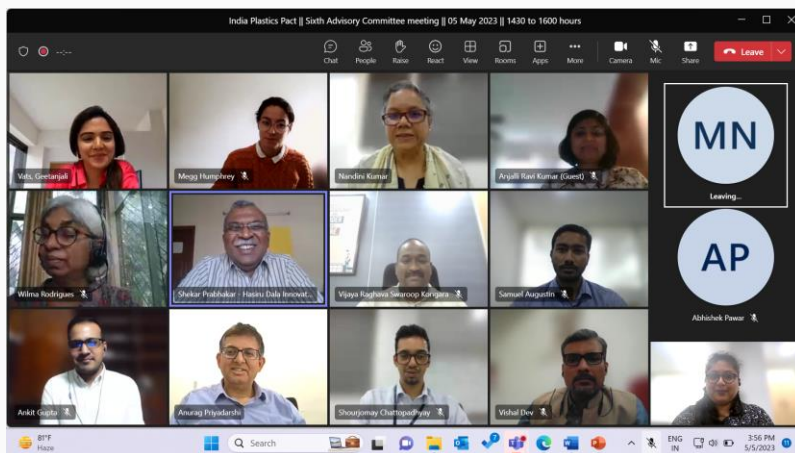 India Plastics Pact || Sixth Advisory Committee meeting || 05 May 2023 || 1430 to 1600 hours
--:--
Chat People Raise React View Rooms Apps More Camera Mic Share Leave
Vats, Geetanjali
Megg Humphrey
Nandini Kumar
Anjalli Ravi Kumar (Guest)
MN
Leaving...
Wilma Rodrigues
Shekar Prabhakar - Hasiru Dala Innovat...
Vijaya Raghava Swaroop Korigara
Samuel Augustin
AP
Abhishek Pawar
Ankit Gupta
Anurag Priyadarshi
Shourjomay Chattopadhyay
Vishal Dev
81°F
Haze
Search
ENG
IN
3:56 PM
5/5/2023